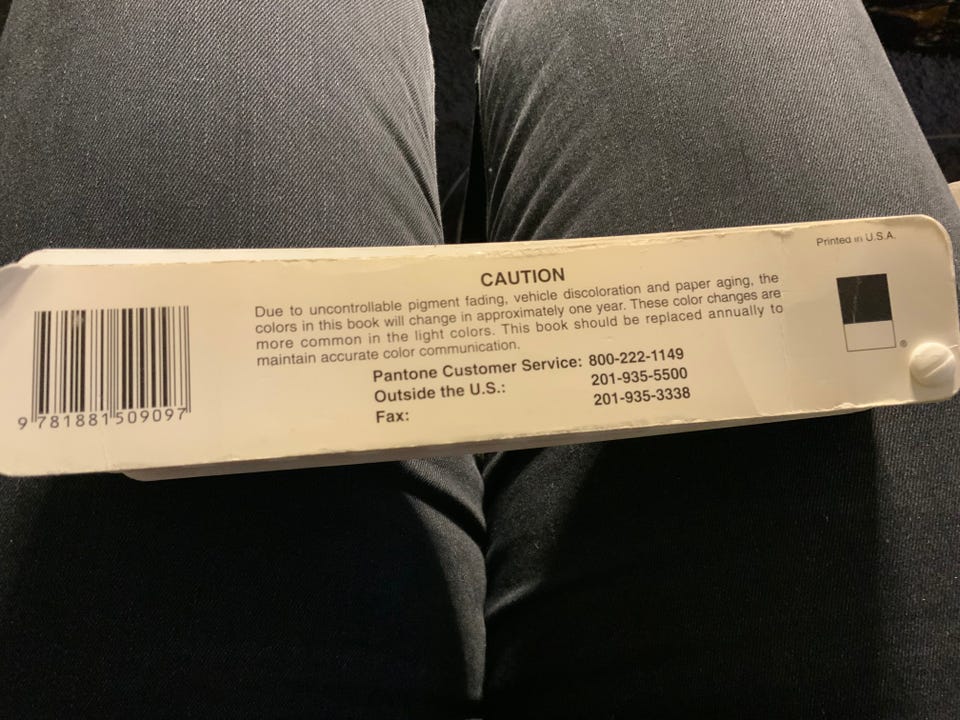 Printed in U.S.A.
CAUTION
Due to uncontrollable pigment fading, vehicle discoloration and paper aging, the
colors in this book will change in approximately one year. These color changes are
more common in the light colors. This book should be replaced annually to
maintain accurate color communication.
Pantone Customer Service: 800-222-1149
Outside the U.S.: 201-935-5500
Fax: 201-935-3338
9 781881 509097
®